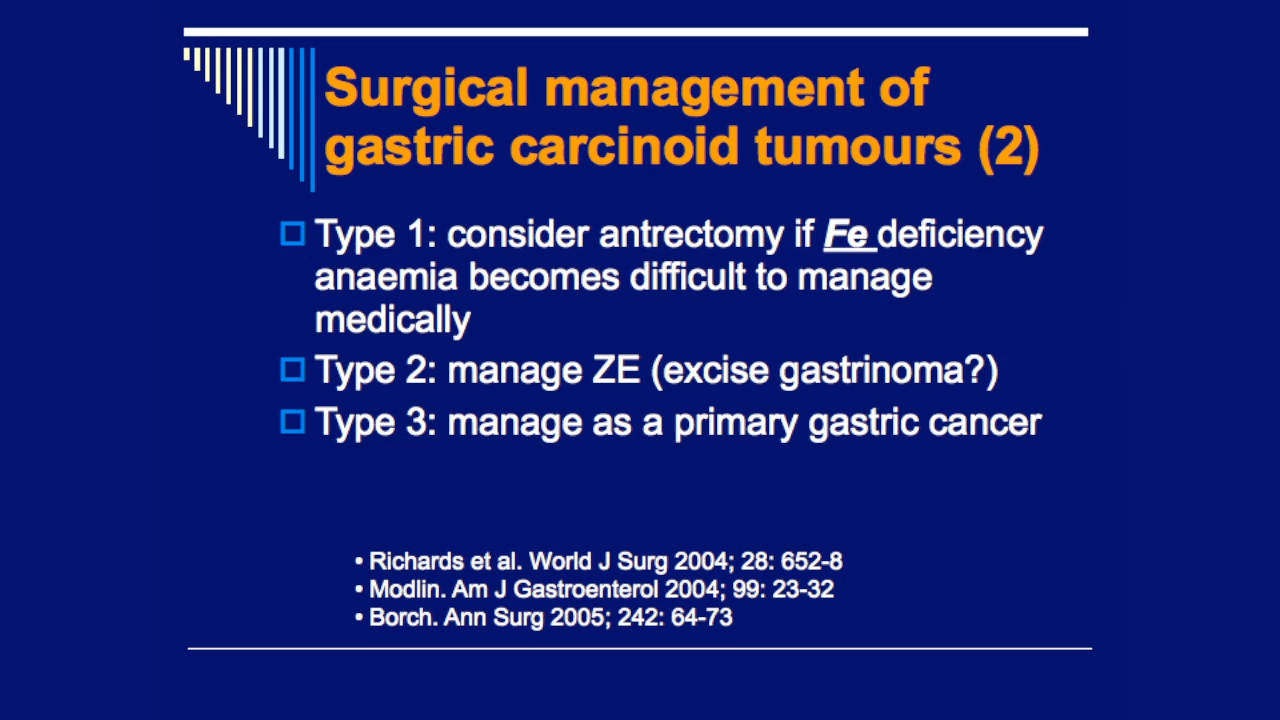 Surgical management of
gastric carcinoid tumours (2)
Type 1: consider antrectomy if Fe deficiency
anaemia becomes difficult to manage
medically
Type 2: manage ZE (excise gastrinoma?)
Type 3: manage as a primary gastric cancer
• Richards et al. World J Surg 2004; 28: 652-8
• Modlin. Am J Gastroenterol 2004; 99: 23-32
• Borch. Ann Surg 2005; 242: 64-73